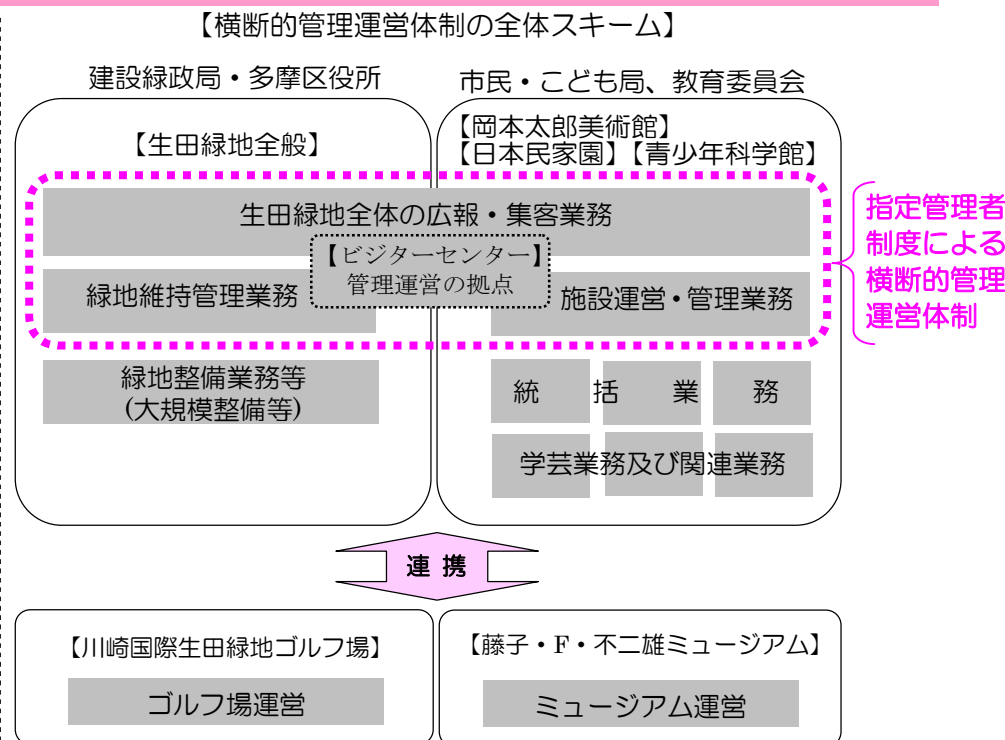 【横断的管理運営体制の全体スキーム】
建設緑政局・多摩区役所
市民・こども局、教育委員会
【生田緑地全般】
【岡本太郎美術館】
【日本民家園】【青少年科学館】
生田緑地全体の広報・集客業務
【ビジターセンター】
管理運営の拠点
緑地維持管理業務
施設運営・管理業務
指定管理者
制度による
横断的管理
運営体制
緑地整備業務等
(大規模整備等)
統括業務
学芸業務及び関連業務
連携
【川崎国際生田緑地ゴルフ場】
ゴルフ場運営
【藤子・F・不二雄ミュージアム】
ミュージアム運営